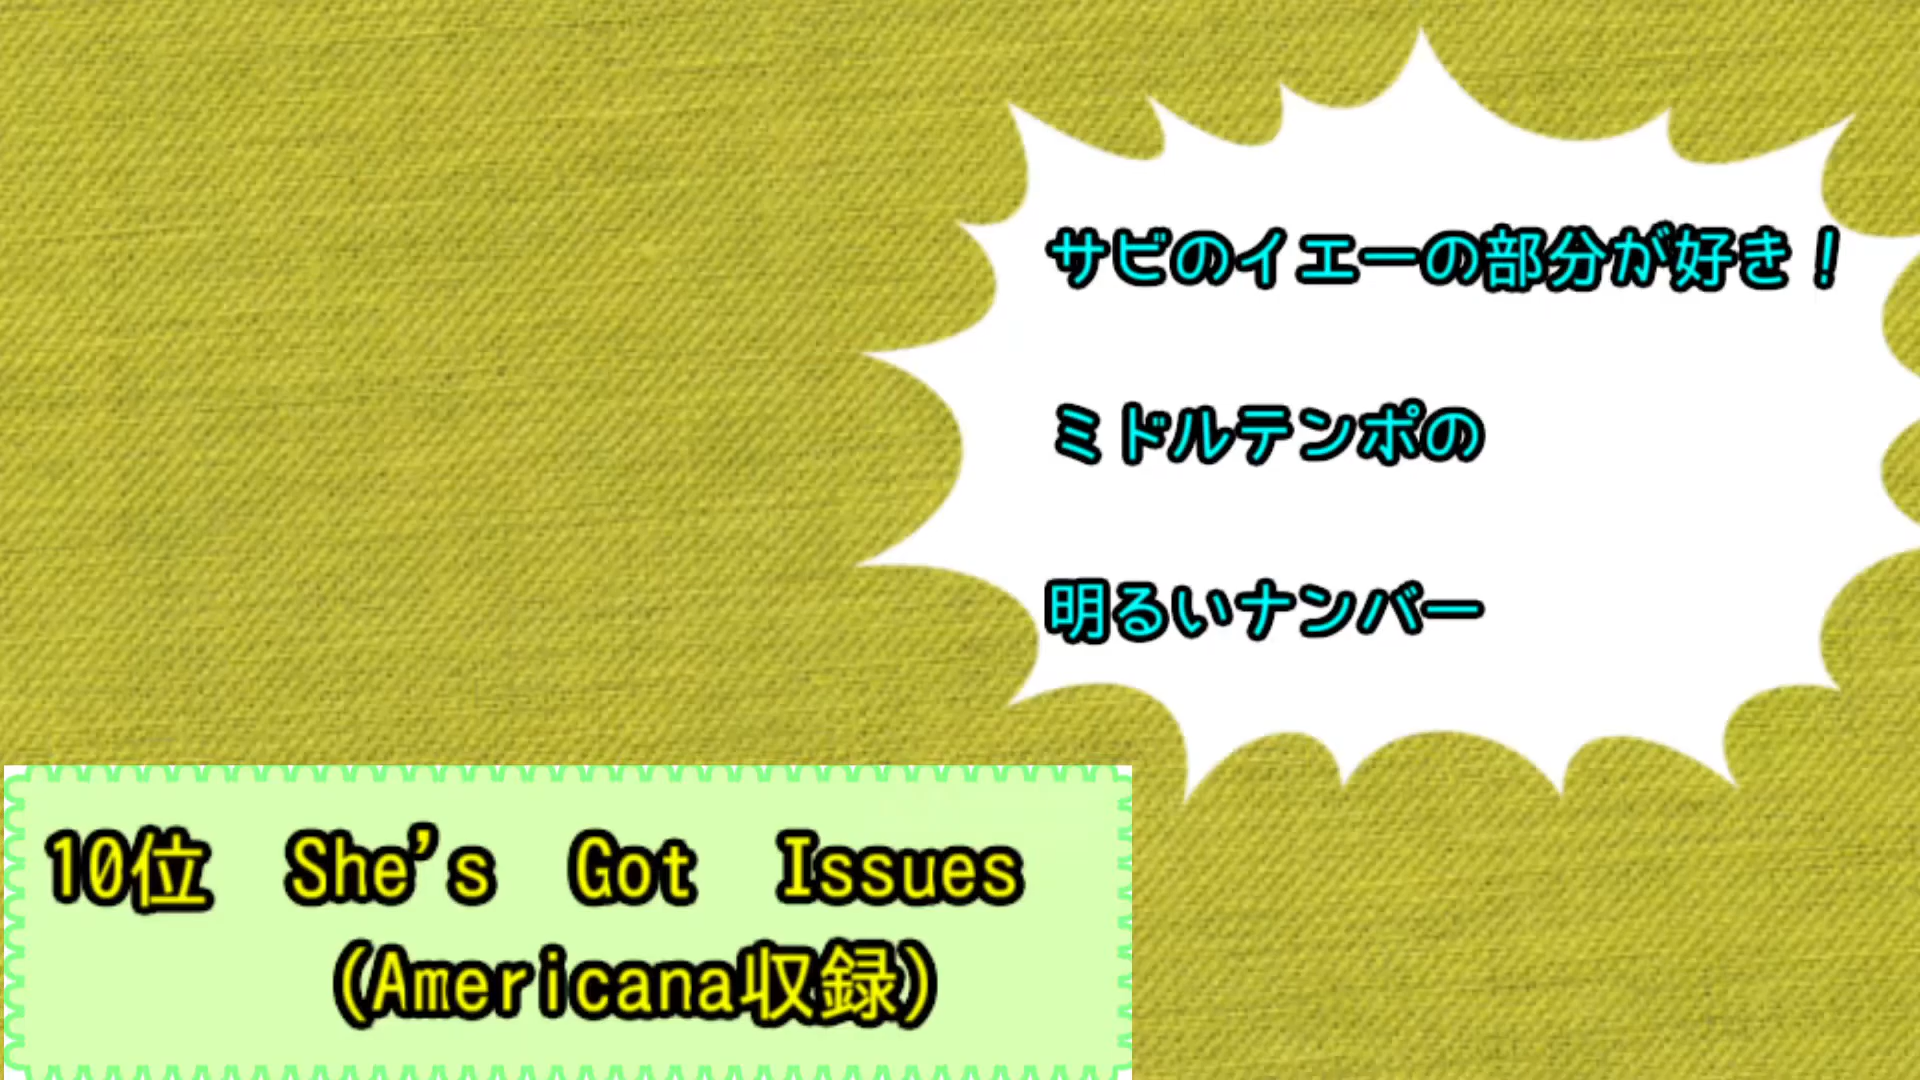 サビのイエーの部分が好き！
ミドルテンポの
明るいナンバー
10位　She's　Got　Issues
(Americana収録)